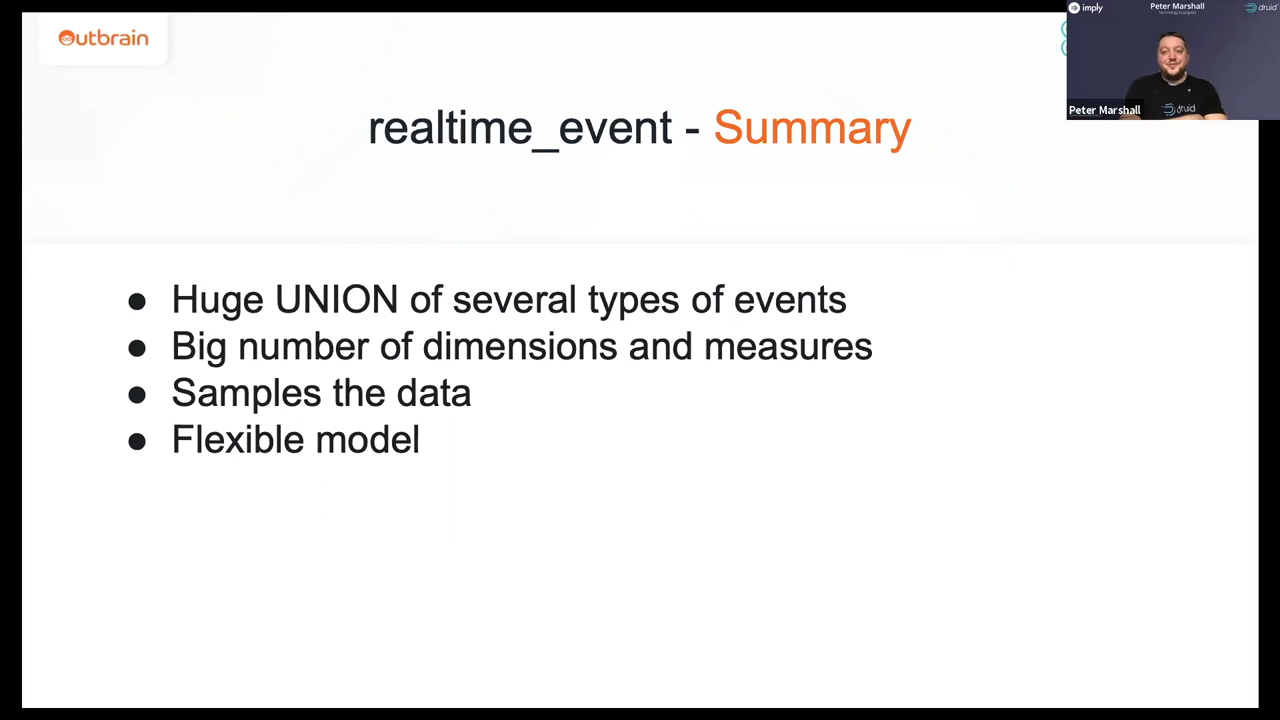 Outbrain
imply
Peter Marshall
druid
Peter Marshall
druid
realtime_event - Summary
● Huge UNION of several types of events
● Big number of dimensions and measures
● Samples the data
● Flexible model